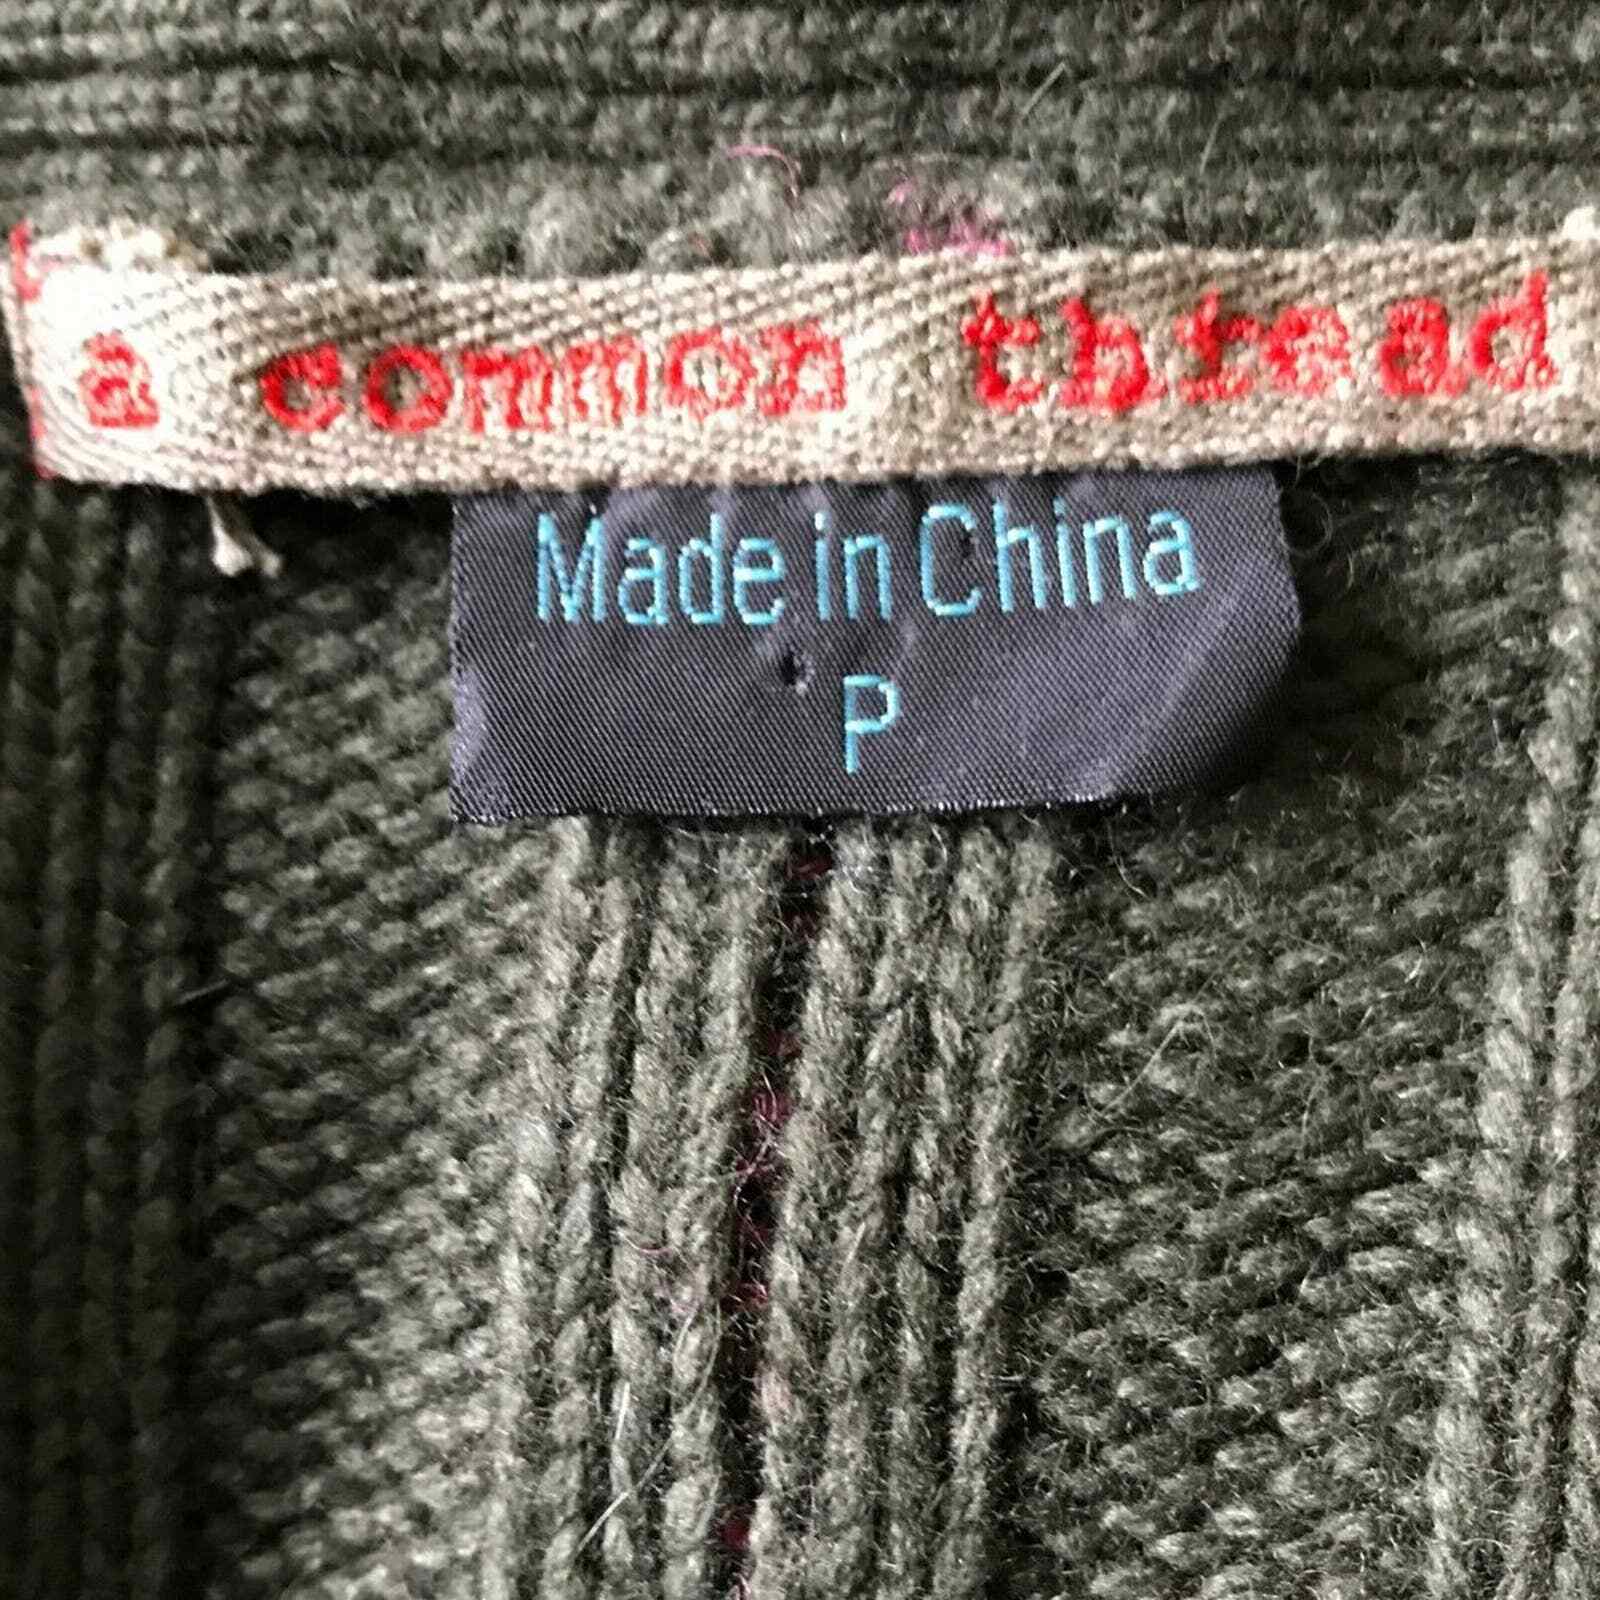 a common thread
Made in China
P